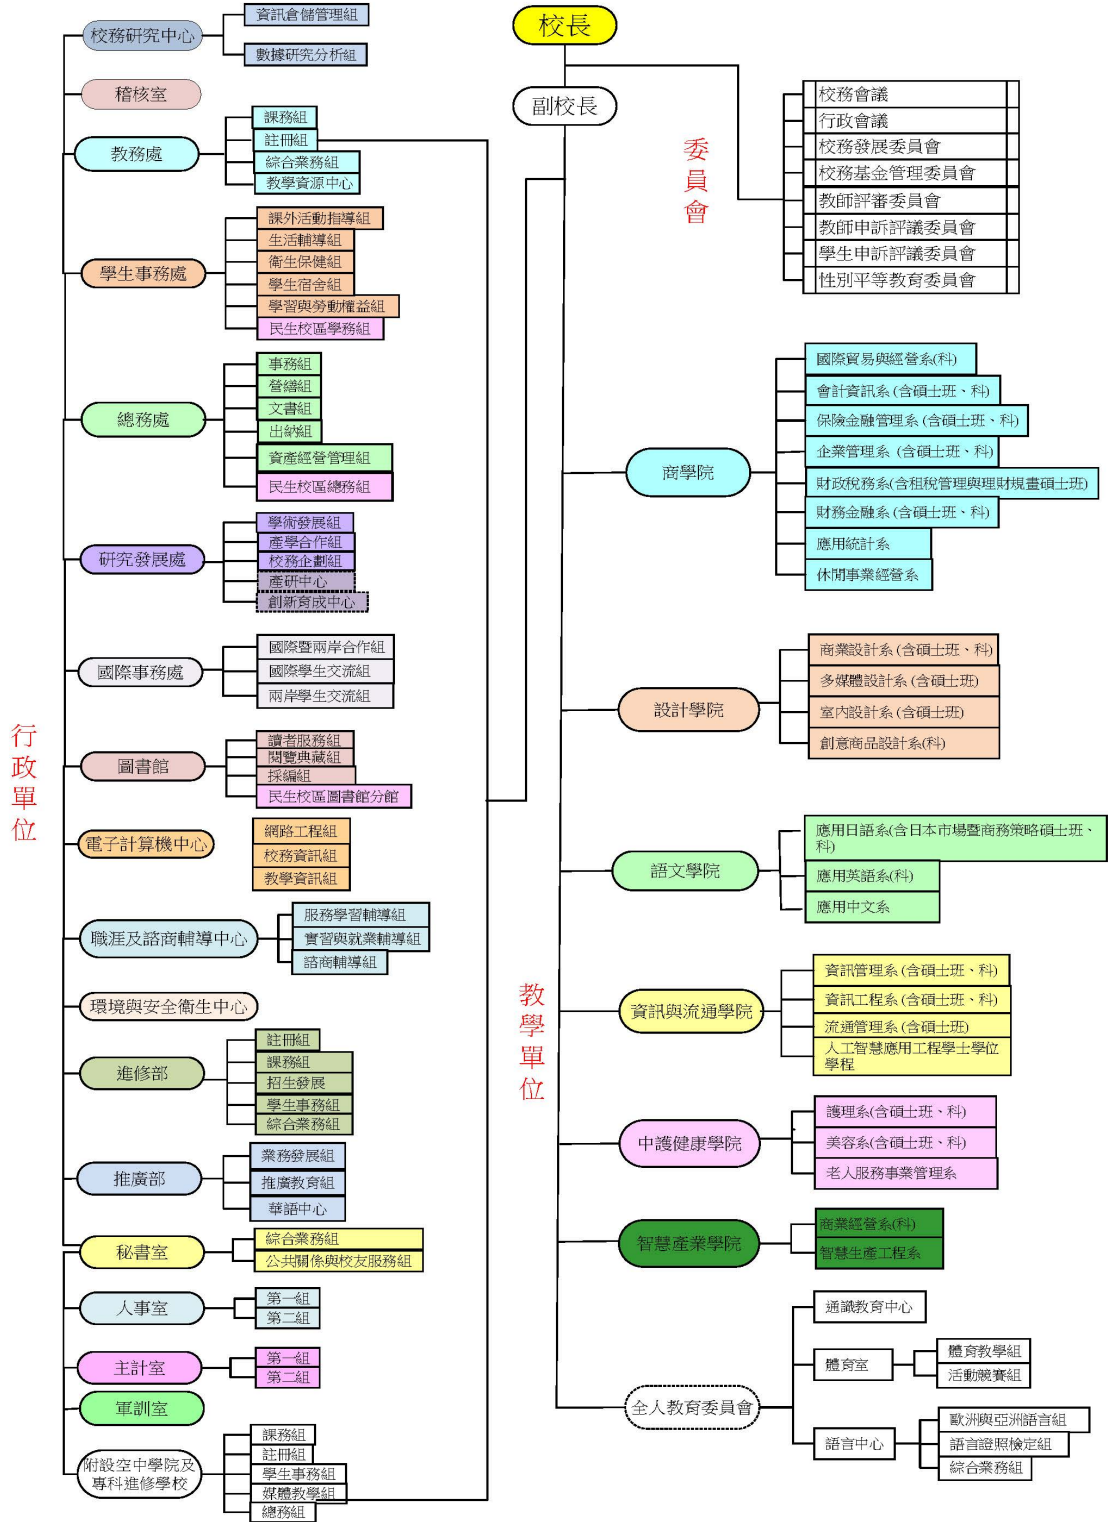 校長
副校長
委員會
校務會議
行政會議
校務發展委員會
校務基金管理委員會
教師評審委員會
教師申訴評議委員會
學生申訴評議委員會
性別平等教育委員會
行政單位
校務研究中心
資訊倉儲管理組
數據研究分析組
稽核室
教務處
課務組
註冊組
綜合業務組
教學資源中心
學生事務處
課外活動指導組
生活輔導組
衛生保健組
學生宿舍組
學習與勞動權益組
民生校區學務組
總務處
事務組
營繕組
文書組
出納組
資產經營管理組
民生校區總務組
研究發展處
學術發展組
產學合作組
校務企劃組
產研中心
創新育成中心
國際事務處
國際暨兩岸合作組
國際學生交流組
兩岸學生交流組
圖書館
讀者服務組
閱覽典藏組
採編組
民生校區圖書館分館
電子計算機中心
網路工程組
校務資訊組
教學資訊組
職涯及諮商輔導中心
服務學習輔導組
實習與就業輔導組
諮商輔導組
環境與安全衛生中心
進修部
註冊組
課務組
招生發展
學生事務組
綜合業務組
推廣部
業務發展組
推廣教育組
華語中心
秘書室
綜合業務組
公共關係與校友服務組
人事室
第一組
第二組
主計室
第一組
第二組
軍訓室
附設空中學院及
專科進修學校
課務組
註冊組
學生事務組
媒體教學組
總務組
教學單位
商學院
國際貿易與經營系(科)
會計資訊系(含碩士班、科)
保險金融管理系(含碩士班、科)
企業管理系 (含碩士班、科)
財政稅務系(含租稅管理與理財規畫碩士班)
財務金融系(含碩士班、科)
應用統計系
休閒事業經營系
設計學院
商業設計系(含碩士班、科)
多媒體設計系(含碩士班)
室內設計系(含碩士班)
創意商品設計系(科)
語文學院
應用日語系(含日本市場暨商務策略碩士班、
科)
應用英語系(科)
應用中文系
資訊與流通學院
資訊管理系(含碩士班、科)
資訊工程系(含碩士班、科)
流通管理系(含碩士班)
人工智慧應用工程學士學位
學程
中護健康學院
護理系(含碩士班、科)
美容系(含碩士班、科)
老人服務事業管理系
智慧產業學院
商業經營系(科)
智慧生產工程系
全人教育委員會
通識教育中心
體育室
體育教學組
活動競賽組
語言中心
歐洲與亞洲語言組
語言證照檢定組
綜合業務組